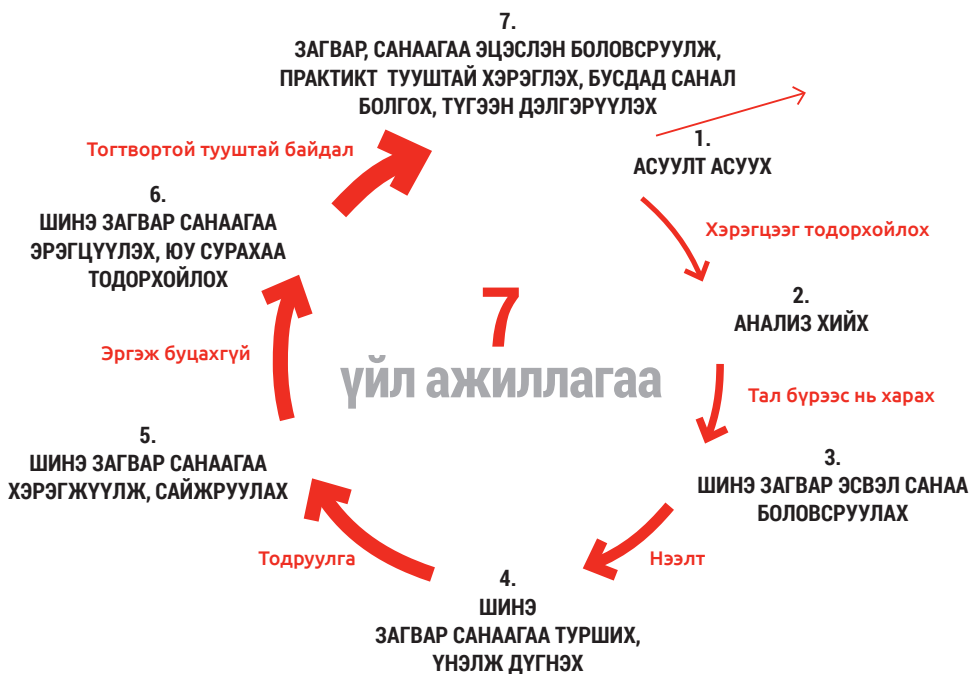 7.
ЗАГВАР, САНААГАА ЭЦЭСЛЭН БОЛОВСРУУЛЖ,
ПРАКТИКТ ТУУШТАЙ ХЭРЭГЛЭХ, БУСДАД САНАЛ
БОЛГОХ, ТҮГЭЭН ДЭЛГЭРҮҮЛЭХ
1.
АСУУЛТ АСУУХ
Хэрэгцээг тодорхойлох
2.
АНАЛИЗ ХИЙХ
Тал бүрээс нь харах
3.
ШИНЭ ЗАГВАР ЭСВЭЛ САНАА
БОЛОВСРУУЛАХ
Нээлт
4.
ШИНЭ
ЗАГВАР САНААГАА ТУРШИХ,
ҮНЭЛЖ ДҮГНЭХ
Тодруулга
5.
ШИНЭ ЗАГВАР САНААГАА
ХЭРЭГЖҮҮЛЖ, САЙЖРУУЛАХ
Эргэж буцахгүй
6.
ШИНЭ ЗАГВАР САНААГАА
ЭРЭГЦҮҮЛЭХ, ЮУ СУРАХАА
ТОДОРХОЙЛОХ
Тогтвортой тууштай байдал
7
үйл ажиллагаа